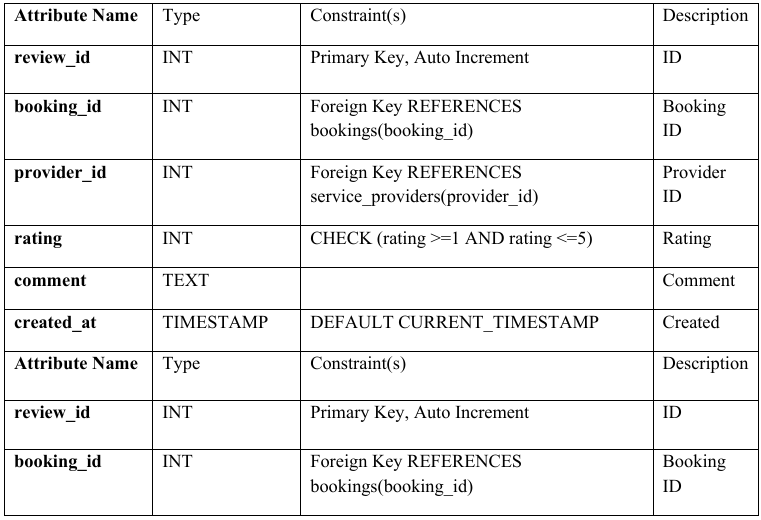 Attribute Name Type Constraint(s) Description
review_id INT Primary Key, Auto Increment ID
booking_id INT Foreign Key REFERENCES Booking
bookings(booking_id) ID
provider_id INT Foreign Key REFERENCES Provider
service_providers(provider_id) ID
rating INT CHECK (rating >=1 AND rating <=5) Rating
comment TEXT Comment
created_at TIMESTAMP DEFAULT CURRENT_TIMESTAMP Created
Attribute Name Type Constraint(s) Description
review_id INT Primary Key, Auto Increment ID
booking_id INT Foreign Key REFERENCES Booking
bookings(booking_id) ID